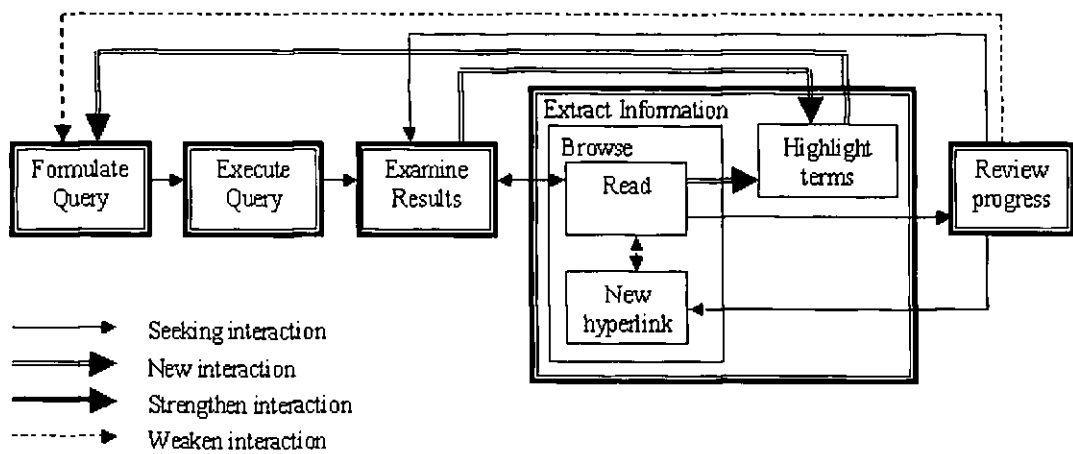 Extract Information
Formulate
Query
Execute
Query
Examine
Results
Browse
Read
Highlight
terms
Review
progress
New
hyperlink
Seeking interaction
New interaction
Strengthen interaction
Weaken interaction